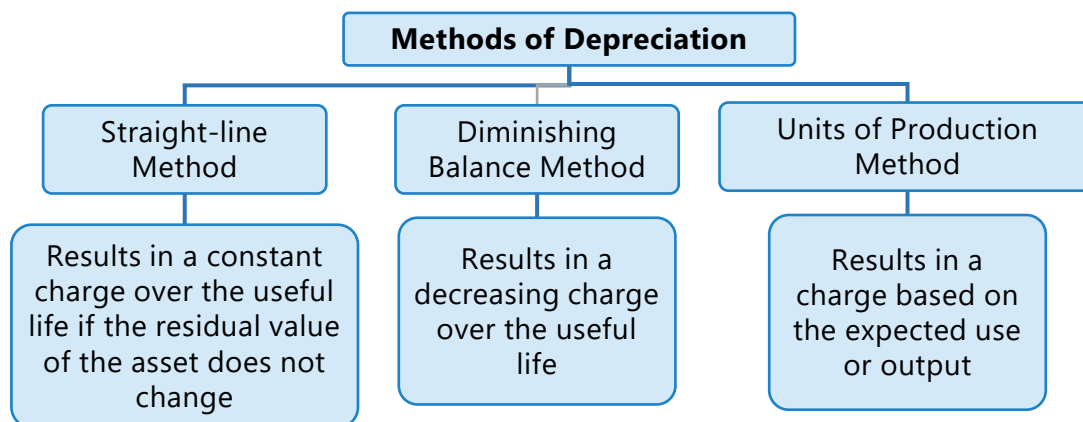 Methods of Depreciation
Straight-line
Method
Diminishing
Balance Method
Units of Production
Method
Results in a constant
charge over the useful
life if the residual value
of the asset does not
change
Results in a
decreasing charge
over the useful
life
Results in a
charge based on
the expected use
or output